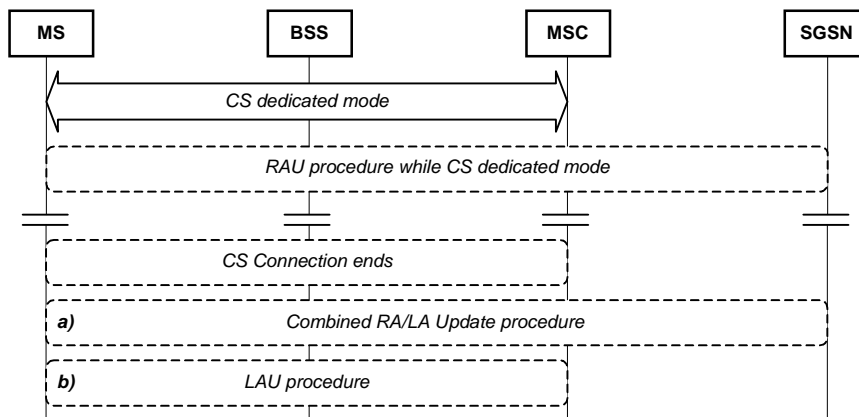 MS
BSS
MSC
SGSN
CS dedicated mode
RAU procedure while CS dedicated mode
CS Connection ends
a) Combined RA/LA Update procedure
b) LAU procedure